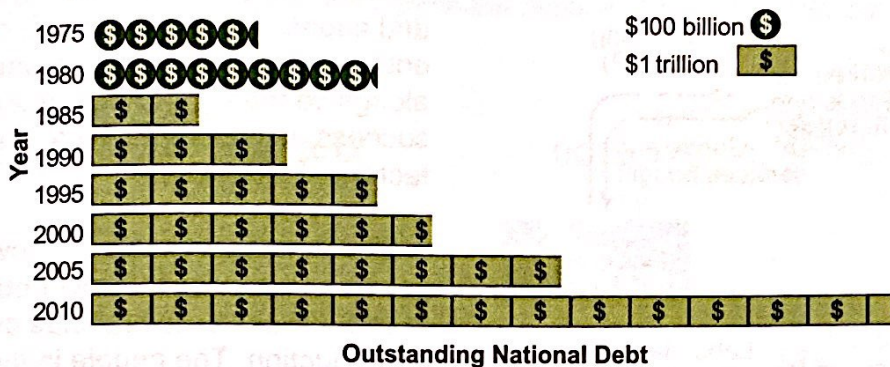 $100 billion $
$1 trillion $
Year
1975 $ $ $ $ $
1980 $ $ $ $ $ $ $ $ $
1985 $ $
1990 $ $ $
1995 $ $ $ $ $
2000 $ $ $ $ $ $
2005 $ $ $ $ $ $ $ $
2010 $ $ $ $ $ $ $ $ $ $ $ $ $
Outstanding National Debt